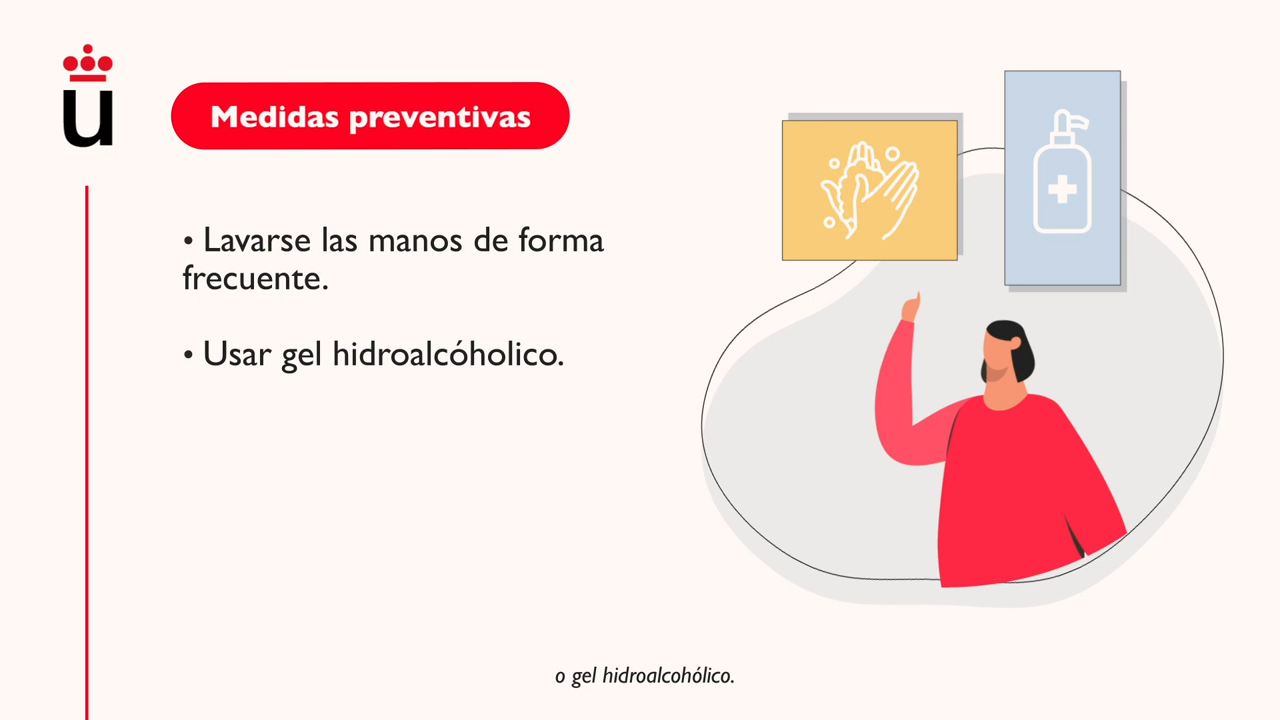 u
Medidas preventivas
• Lavarse las manos de forma
frecuente.
• Usar gel hidroalcóholico.
o gel hidroalcohólico.